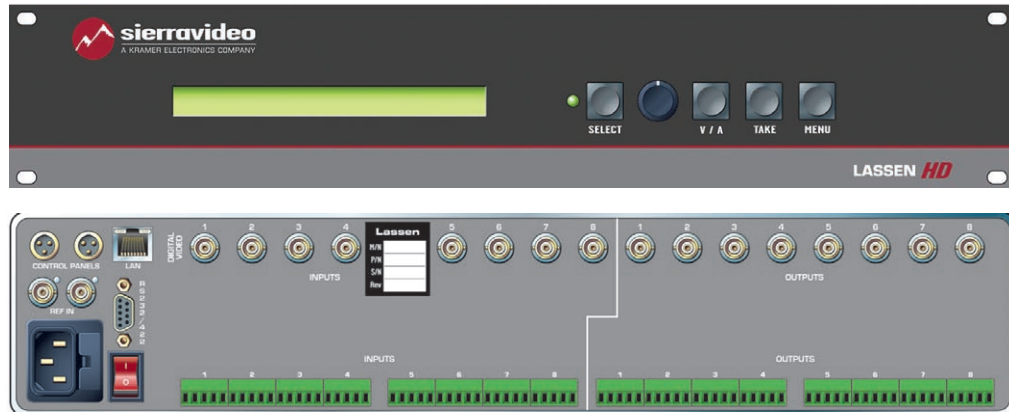 sierravideo
A KRAMER ELECTRONICS COMPANY
SELECT
V / A
TAKE
MENU
LASSEN HD
CONTROL PANELS
LAN
REF IN
RS232/422
I
O
DIGITAL VIDEO
1 2 3 4
Lassen
M/N
P/N
S/N
Rev
5 6 7 8
INPUTS
1 2 3 4 5 6 7 8
OUTPUTS
INPUTS
1 2 3 4 5 6 7 8
OUTPUTS
1 2 3 4 5 6 7 8